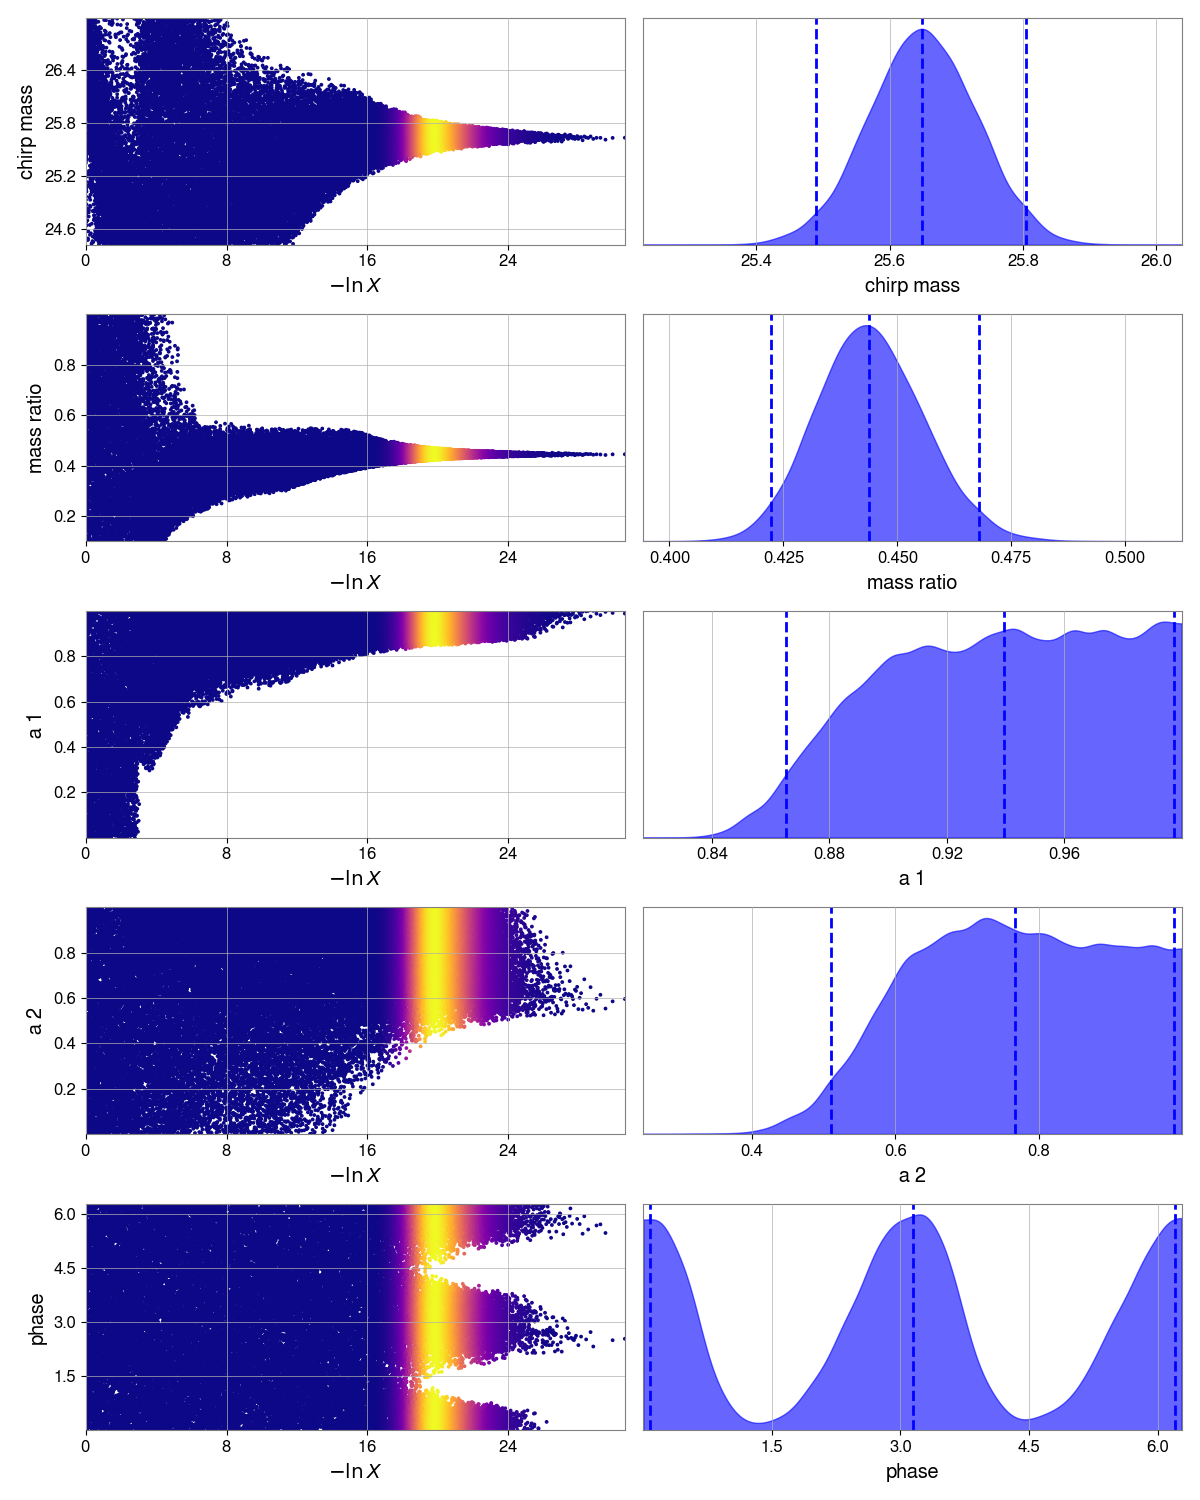 26.4
25.8
25.2
24.6
chirp mass
0 8 16 24
−ln X
25.4 25.6 25.8 26.0
chirp mass
0.8
0.6
0.4
0.2
mass ratio
0 8 16 24
−ln X
0.400 0.425 0.450 0.475 0.500
mass ratio
0.8
0.6
0.4
0.2
a 1
0 8 16 24
−ln X
0.84 0.88 0.92 0.96
a 1
0.8
0.6
0.4
0.2
a 2
0 8 16 24
−ln X
0.4 0.6 0.8
a 2
6.0
4.5
3.0
1.5
phase
0 8 16 24
−ln X
1.5 3.0 4.5 6.0
phase